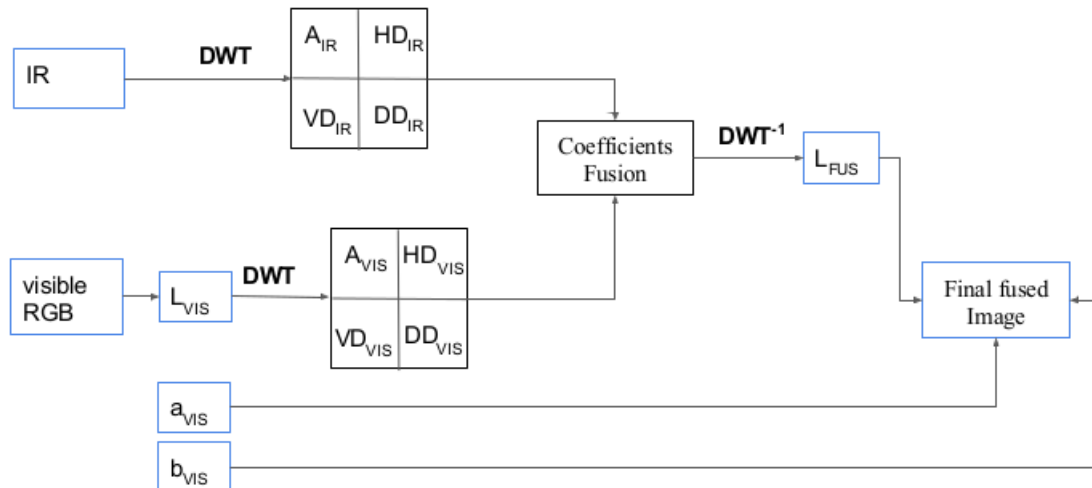 IR
DWT
A_IR HD_IR
VD_IR DD_IR
Coefficients
Fusion
DWT⁻¹
L_FUS
visible
RGB
L_VIS
DWT
A_VIS HD_VIS
VD_VIS DD_VIS
Final fused
Image
a_VIS
b_VIS